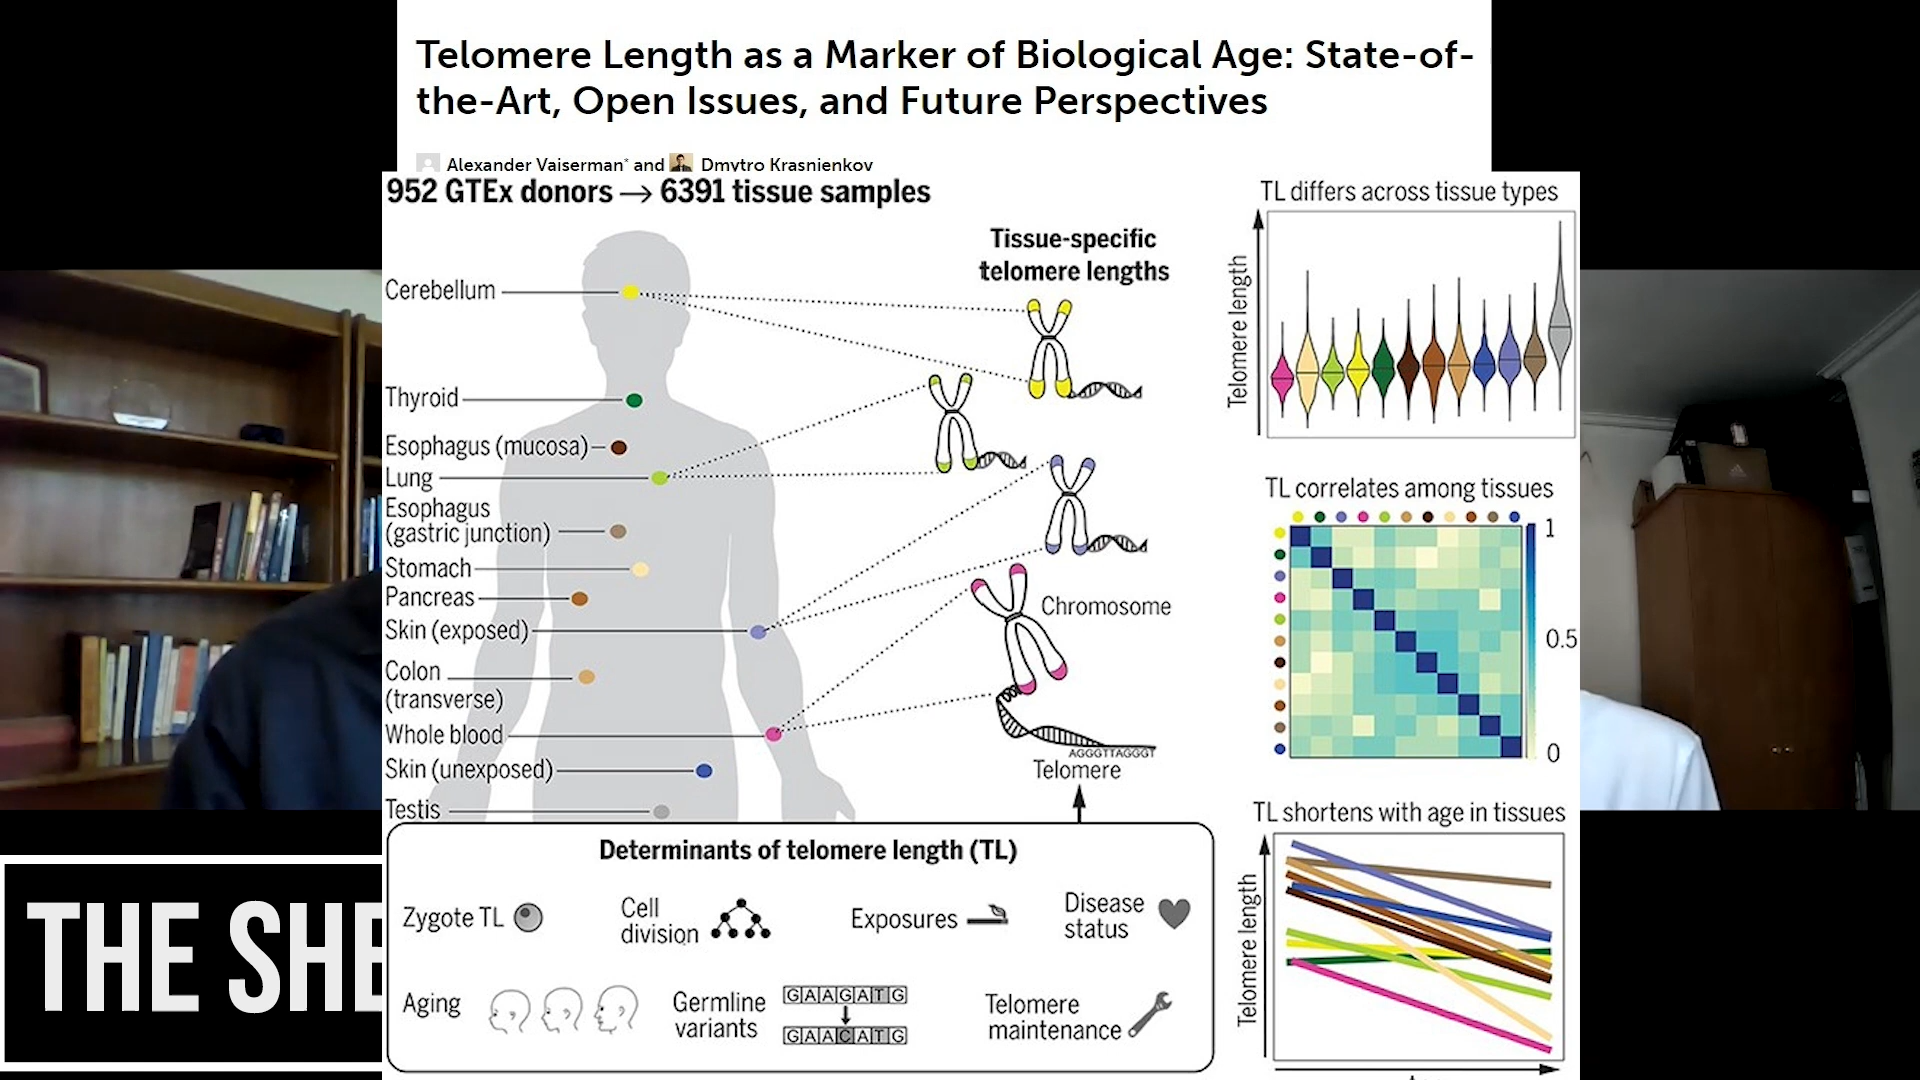 Telomere Length as a Marker of Biological Age: State-of-
the-Art, Open Issues, and Future Perspectives
Alexander Vaiserman* and Dmytro Krasnienkov
952 GTEx donors → 6391 tissue samples
Cerebellum
Thyroid
Esophagus (mucosa)
Lung
Esophagus
(gastric junction)
Stomach
Pancreas
Skin (exposed)
Colon
(transverse)
Whole blood
Skin (unexposed)
Testis
Tissue-specific
telomere lengths
Chromosome
AGGGTTAGGGT
Telomere
Determinants of telomere length (TL)
Zygote TL
Cell
division
Exposures
Disease
status
Aging
Germline
variants
GAAGATG
GAACATG
Telomere
maintenance
TL differs across tissue types
Telomere length
TL correlates among tissues
1
0.5
0
TL shortens with age in tissues
Telomere length
THE SHE